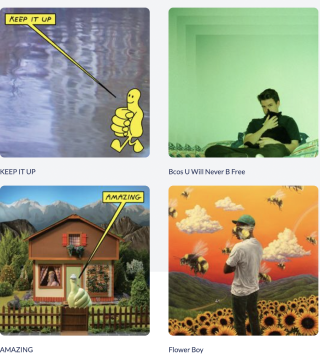 KEEP IT UP
KEEP IT UP
Bcos U Will Never B Free
AMAZING
AMAZING
Flower Boy